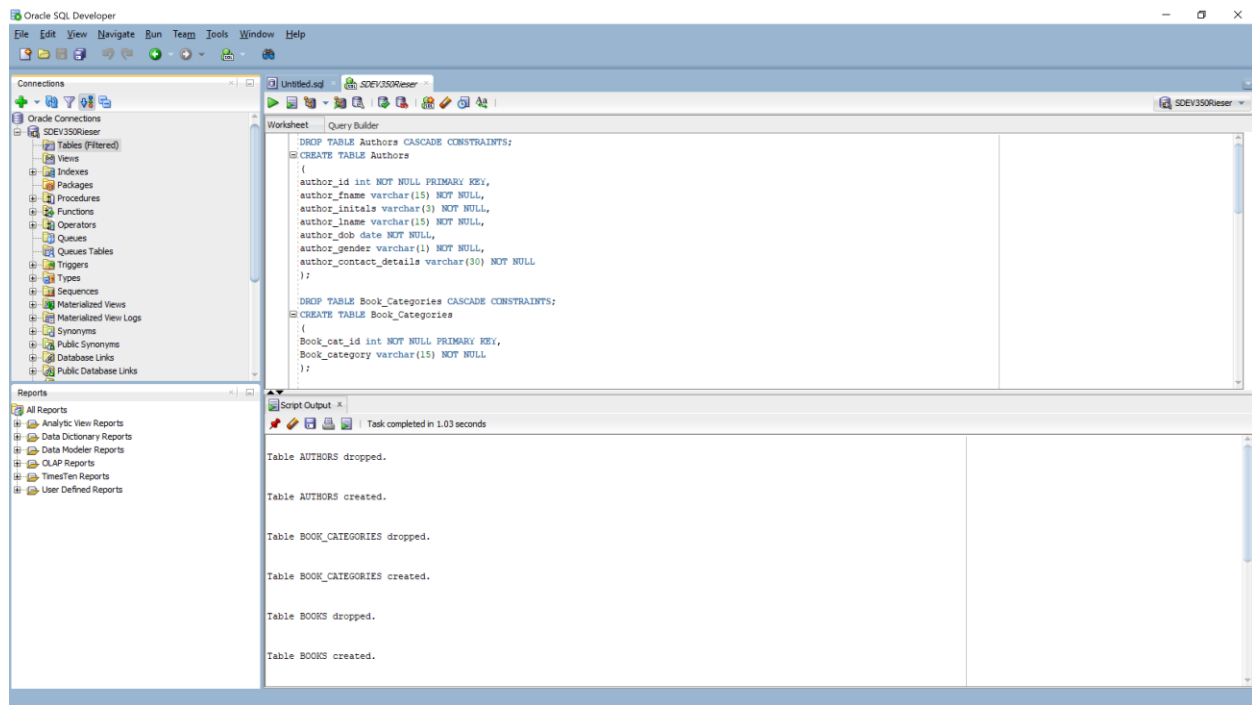 Oracle SQL Developer
File Edit View Navigate Run Team Tools Window Help
Connections
Oracle Connections
SDEV350Rieser
Tables (Filtered)
Views
Indexes
Packages
Procedures
Functions
Operators
Queues
Queues Tables
Triggers
Types
Sequences
Materialized Views
Materialized View Logs
Synonyms
Public Synonyms
Database Links
Public Database Links
Reports
All Reports
Analytic View Reports
Data Dictionary Reports
Data Modeler Reports
OLAP Reports
TimesTen Reports
User Defined Reports
Untitled.sql SDEV350Rieser
SDEV350Rieser
Worksheet Query Builder
DROP TABLE Authors CASCADE CONSTRAINTS;
CREATE TABLE Authors
(
author_id int NOT NULL PRIMARY KEY,
author_fname varchar(15) NOT NULL,
author_initals varchar(3) NOT NULL,
author_lname varchar(15) NOT NULL,
author_dob date NOT NULL,
author_gender varchar(1) NOT NULL,
author_contact_details varchar(30) NOT NULL
);
DROP TABLE Book_Categories CASCADE CONSTRAINTS;
CREATE TABLE Book_Categories
(
Book_cat_id int NOT NULL PRIMARY KEY,
Book_category varchar(15) NOT NULL
);
Script Output
Task completed in 1.03 seconds
Table AUTHORS dropped.
Table AUTHORS created.
Table BOOK_CATEGORIES dropped.
Table BOOK_CATEGORIES created.
Table BOOKS dropped.
Table BOOKS created.